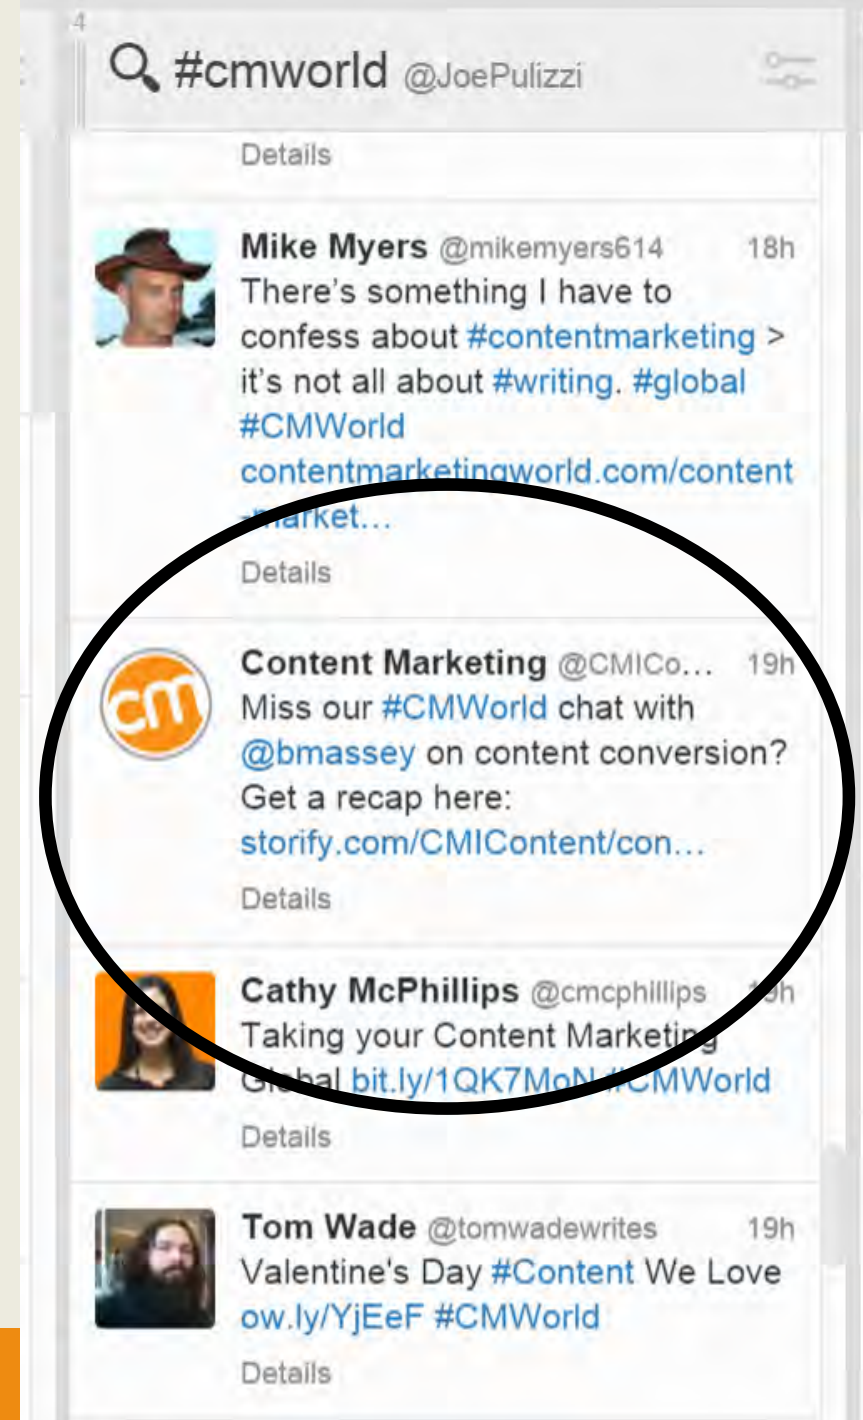 4
#cmworld @JoePulizzi
Details
Mike Myers @mikemyers614 18h
There's something I have to
confess about #contentmarketing >
it's not all about #writing. #global
#CMWorld
contentmarketingworld.com/content
-market…
Details
Content Marketing @CMICo… 19h
cm
Miss our #CMWorld chat with
@bmassey on content conversion?
Get a recap here:
storify.com/CMIContent/con…
Details
Cathy McPhillips @cmcphillips 19h
Taking your Content Marketing
Global bit.ly/1QK7MoN #CMWorld
Details
Tom Wade @tomwadewrites 19h
Valentine's Day #Content We Love
ow.ly/YjEeF #CMWorld
Details